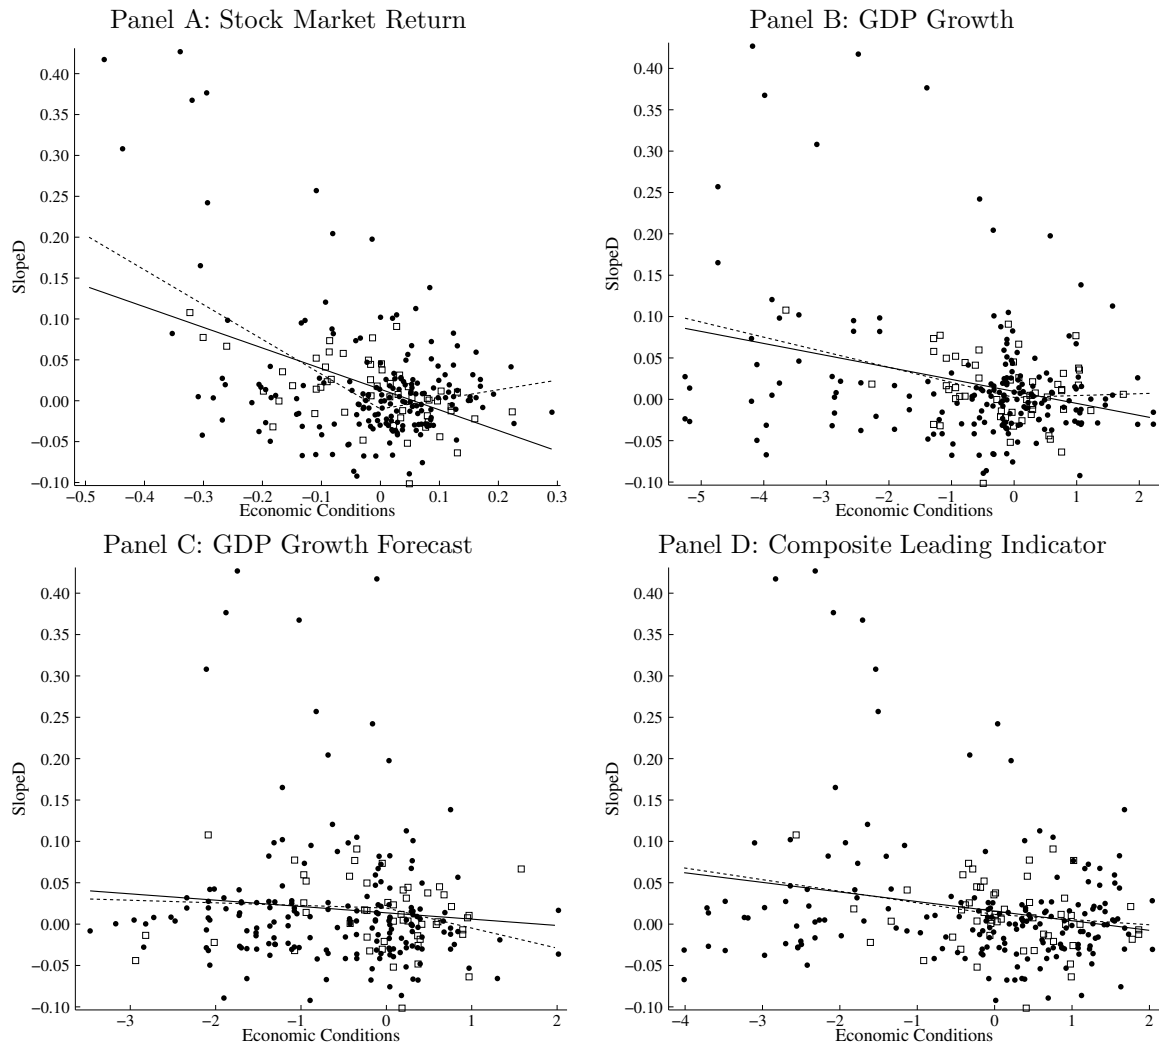 Panel A: Stock Market Return
0.40
0.35
0.30
0.25
0.20
0.15
0.10
0.05
0.00
−0.05
−0.10
SlopeD
−0.5 −0.4 −0.3 −0.2 −0.1 0 0.1 0.2 0.3
Economic Conditions
Panel B: GDP Growth
0.40
0.35
0.30
0.25
0.20
0.15
0.10
0.05
0.00
−0.05
−0.10
SlopeD
−5 −4 −3 −2 −1 0 1 2
Economic Conditions
Panel C: GDP Growth Forecast
0.40
0.35
0.30
0.25
0.20
0.15
0.10
0.05
0.00
−0.05
−0.10
SlopeD
−3 −2 −1 0 1 2
Economic Conditions
Panel D: Composite Leading Indicator
0.40
0.35
0.30
0.25
0.20
0.15
0.10
0.05
0.00
−0.05
−0.10
SlopeD
−4 −3 −2 −1 0 1 2
Economic Conditions